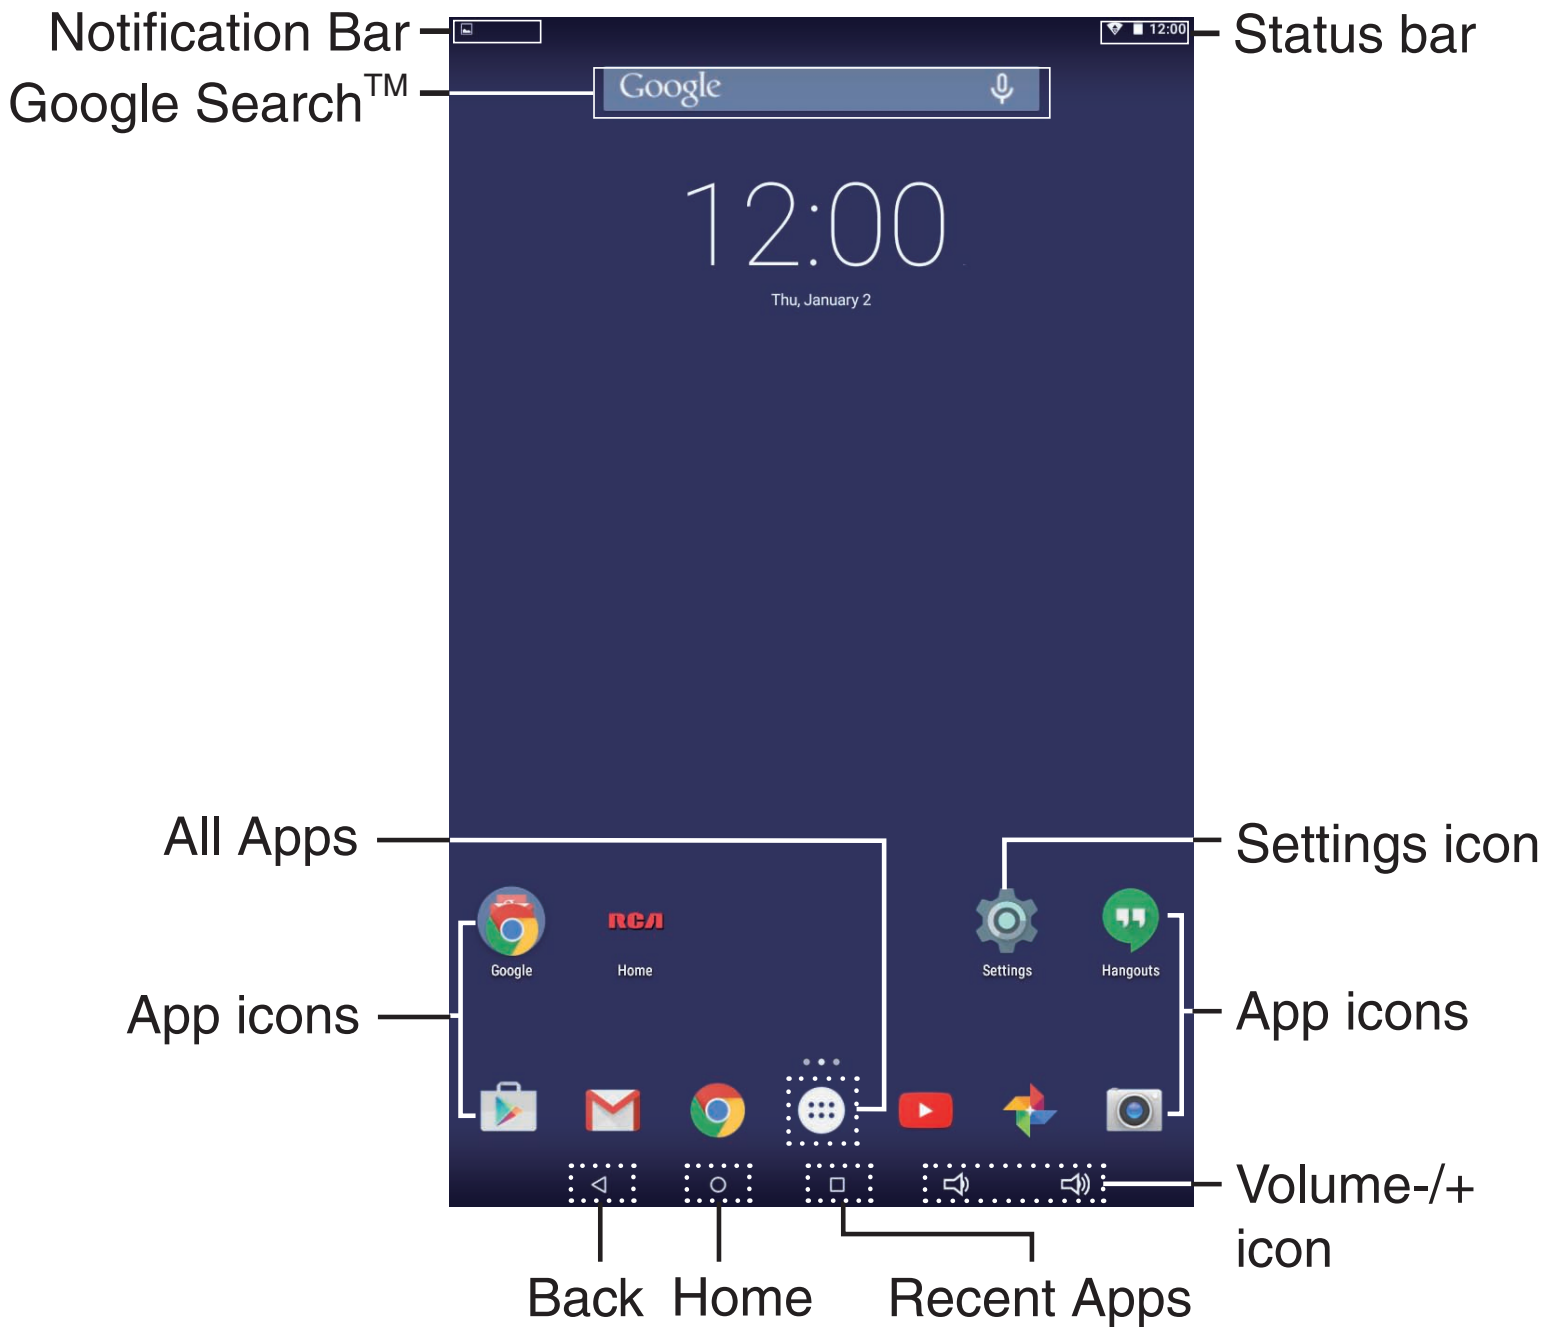 Notification Bar
12:00
Status bar
Google Search™
Google
12:00
Thu, January 2
All Apps
Settings icon
RCA
Google
Home
Settings
Hangouts
App icons
App icons
Volume-/+
icon
Back
Home
Recent Apps